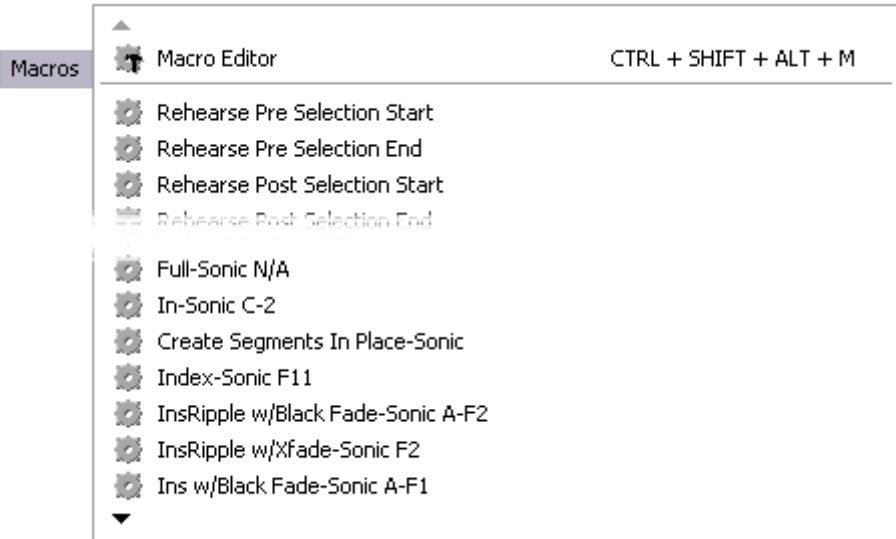 Macros
Macro Editor CTRL + SHIFT + ALT + M
Rehearse Pre Selection Start
Rehearse Pre Selection End
Rehearse Post Selection Start
Rehearse Post Selection End
Full-Sonic N/A
In-Sonic C-2
Create Segments In Place-Sonic
Index-Sonic F11
InsRipple w/Black Fade-Sonic A-F2
InsRipple w/Xfade-Sonic F2
Ins w/Black Fade-Sonic A-F1